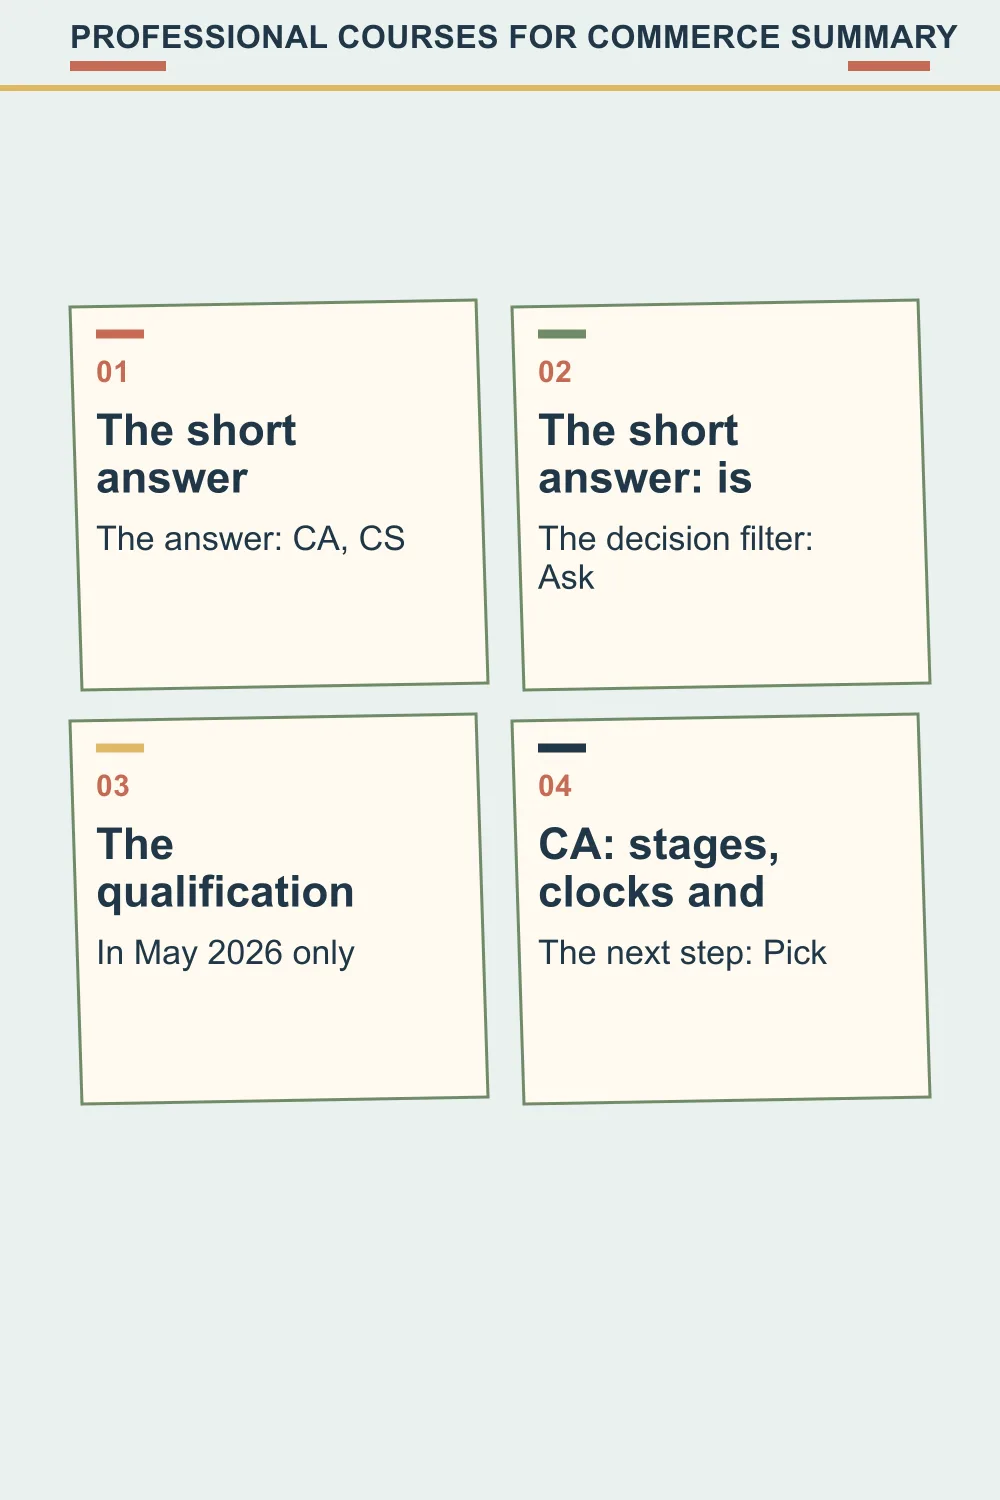 PROFESSIONAL COURSES FOR COMMERCE SUMMARY
01
The short
answer
The answer: CA, CS
02
The short
answer: is
The decision filter:
Ask
03
The
qualification
In May 2026 only
04
CA: stages,
clocks and
The next step: Pick